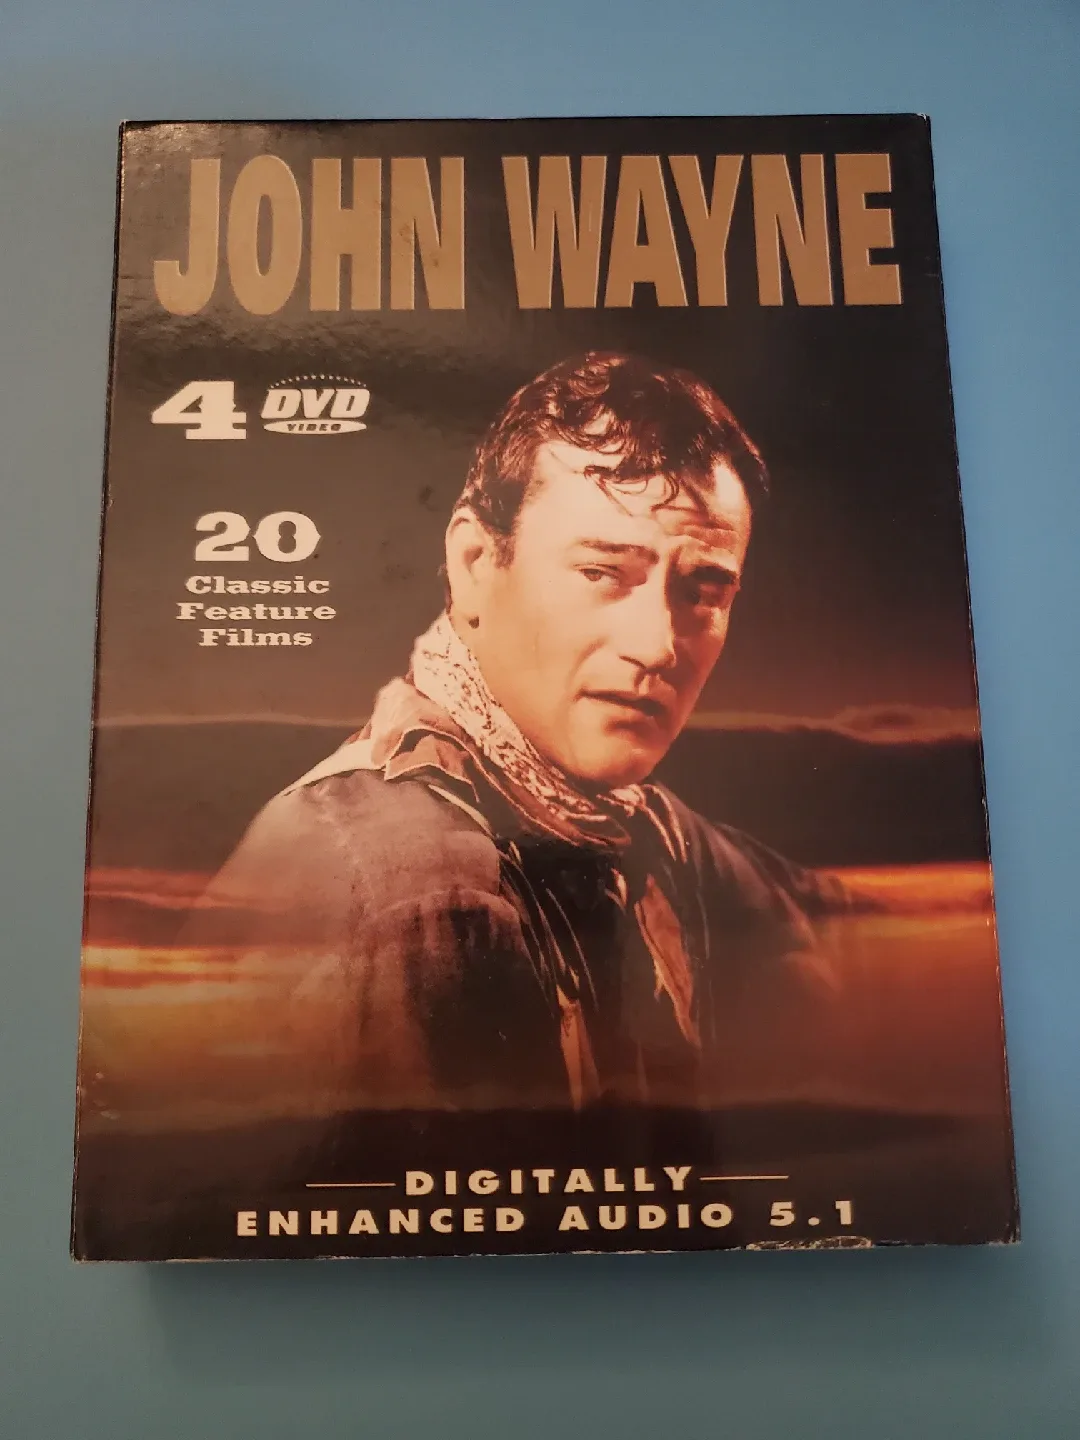 JOHN WAYNE
4 DVD
VIDEO
20
Classic
Feature
Films
DIGITALLY
ENHANCED AUDIO 5.1